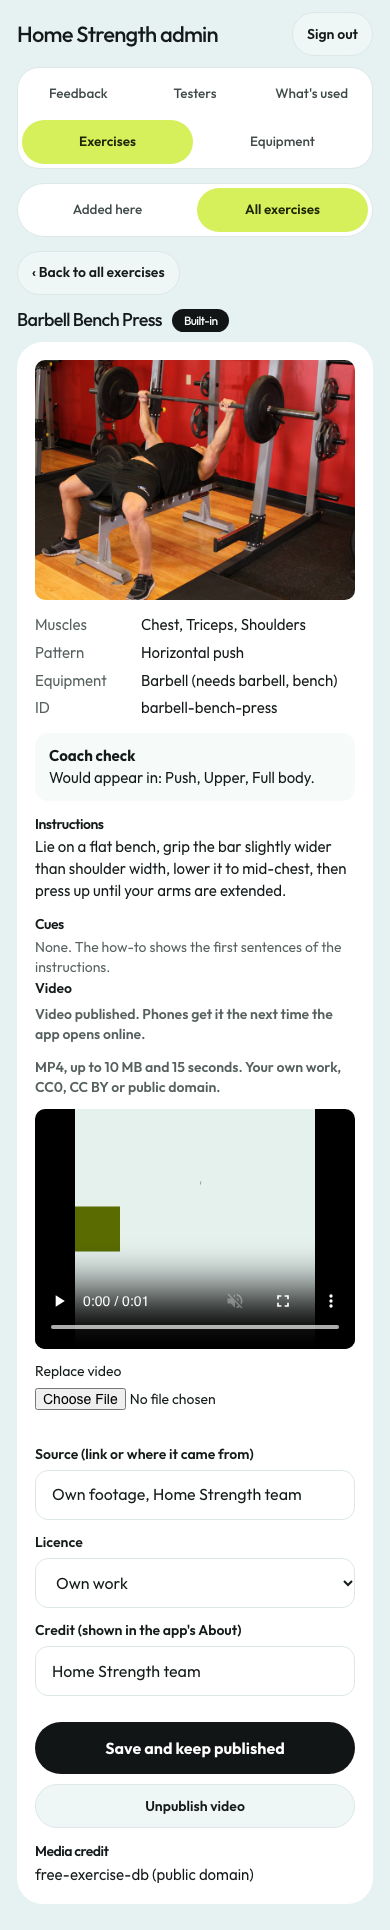 Home Strength admin
Sign out
Feedback
Testers
What's used
Exercises
Equipment
Added here
All exercises
‹ Back to all exercises
Barbell Bench Press
Built-in
Muscles Chest, Triceps, Shoulders
Pattern Horizontal push
Equipment Barbell (needs barbell, bench)
ID barbell-bench-press
Coach check
Would appear in: Push, Upper, Full body.
Instructions
Lie on a flat bench, grip the bar slightly wider
than shoulder width, lower it to mid-chest, then
press up until your arms are extended.
Cues
None. The how-to shows the first sentences of the
instructions.
Video
Video published. Phones get it the next time the
app opens online.
MP4, up to 10 MB and 15 seconds. Your own work,
CC0, CC BY or public domain.
0:00 / 0:01
Replace video
Choose File No file chosen
Source (link or where it came from)
Own footage, Home Strength team
Licence
Own work
Credit (shown in the app's About)
Home Strength team
Save and keep published
Unpublish video
Media credit
free-exercise-db (public domain)